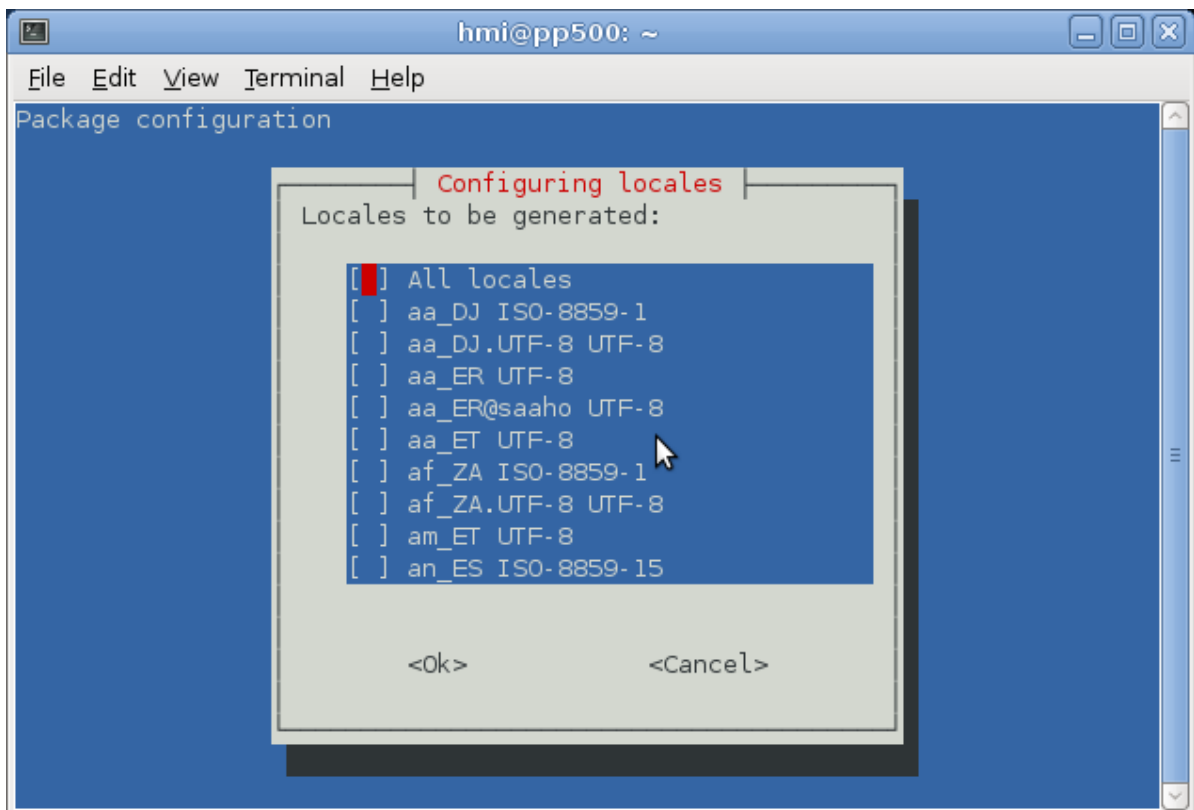 hmi@pp500: ~
File Edit View Terminal Help
Package configuration
Configuring locales
Locales to be generated:
[ ] All locales
[ ] aa_DJ ISO-8859-1
[ ] aa_DJ.UTF-8 UTF-8
[ ] aa_ER UTF-8
[ ] aa_ER@saaho UTF-8
[ ] aa_ET UTF-8
[ ] af_ZA ISO-8859-1
[ ] af_ZA.UTF-8 UTF-8
[ ] am_ET UTF-8
[ ] an_ES ISO-8859-15
<Ok> <Cancel>